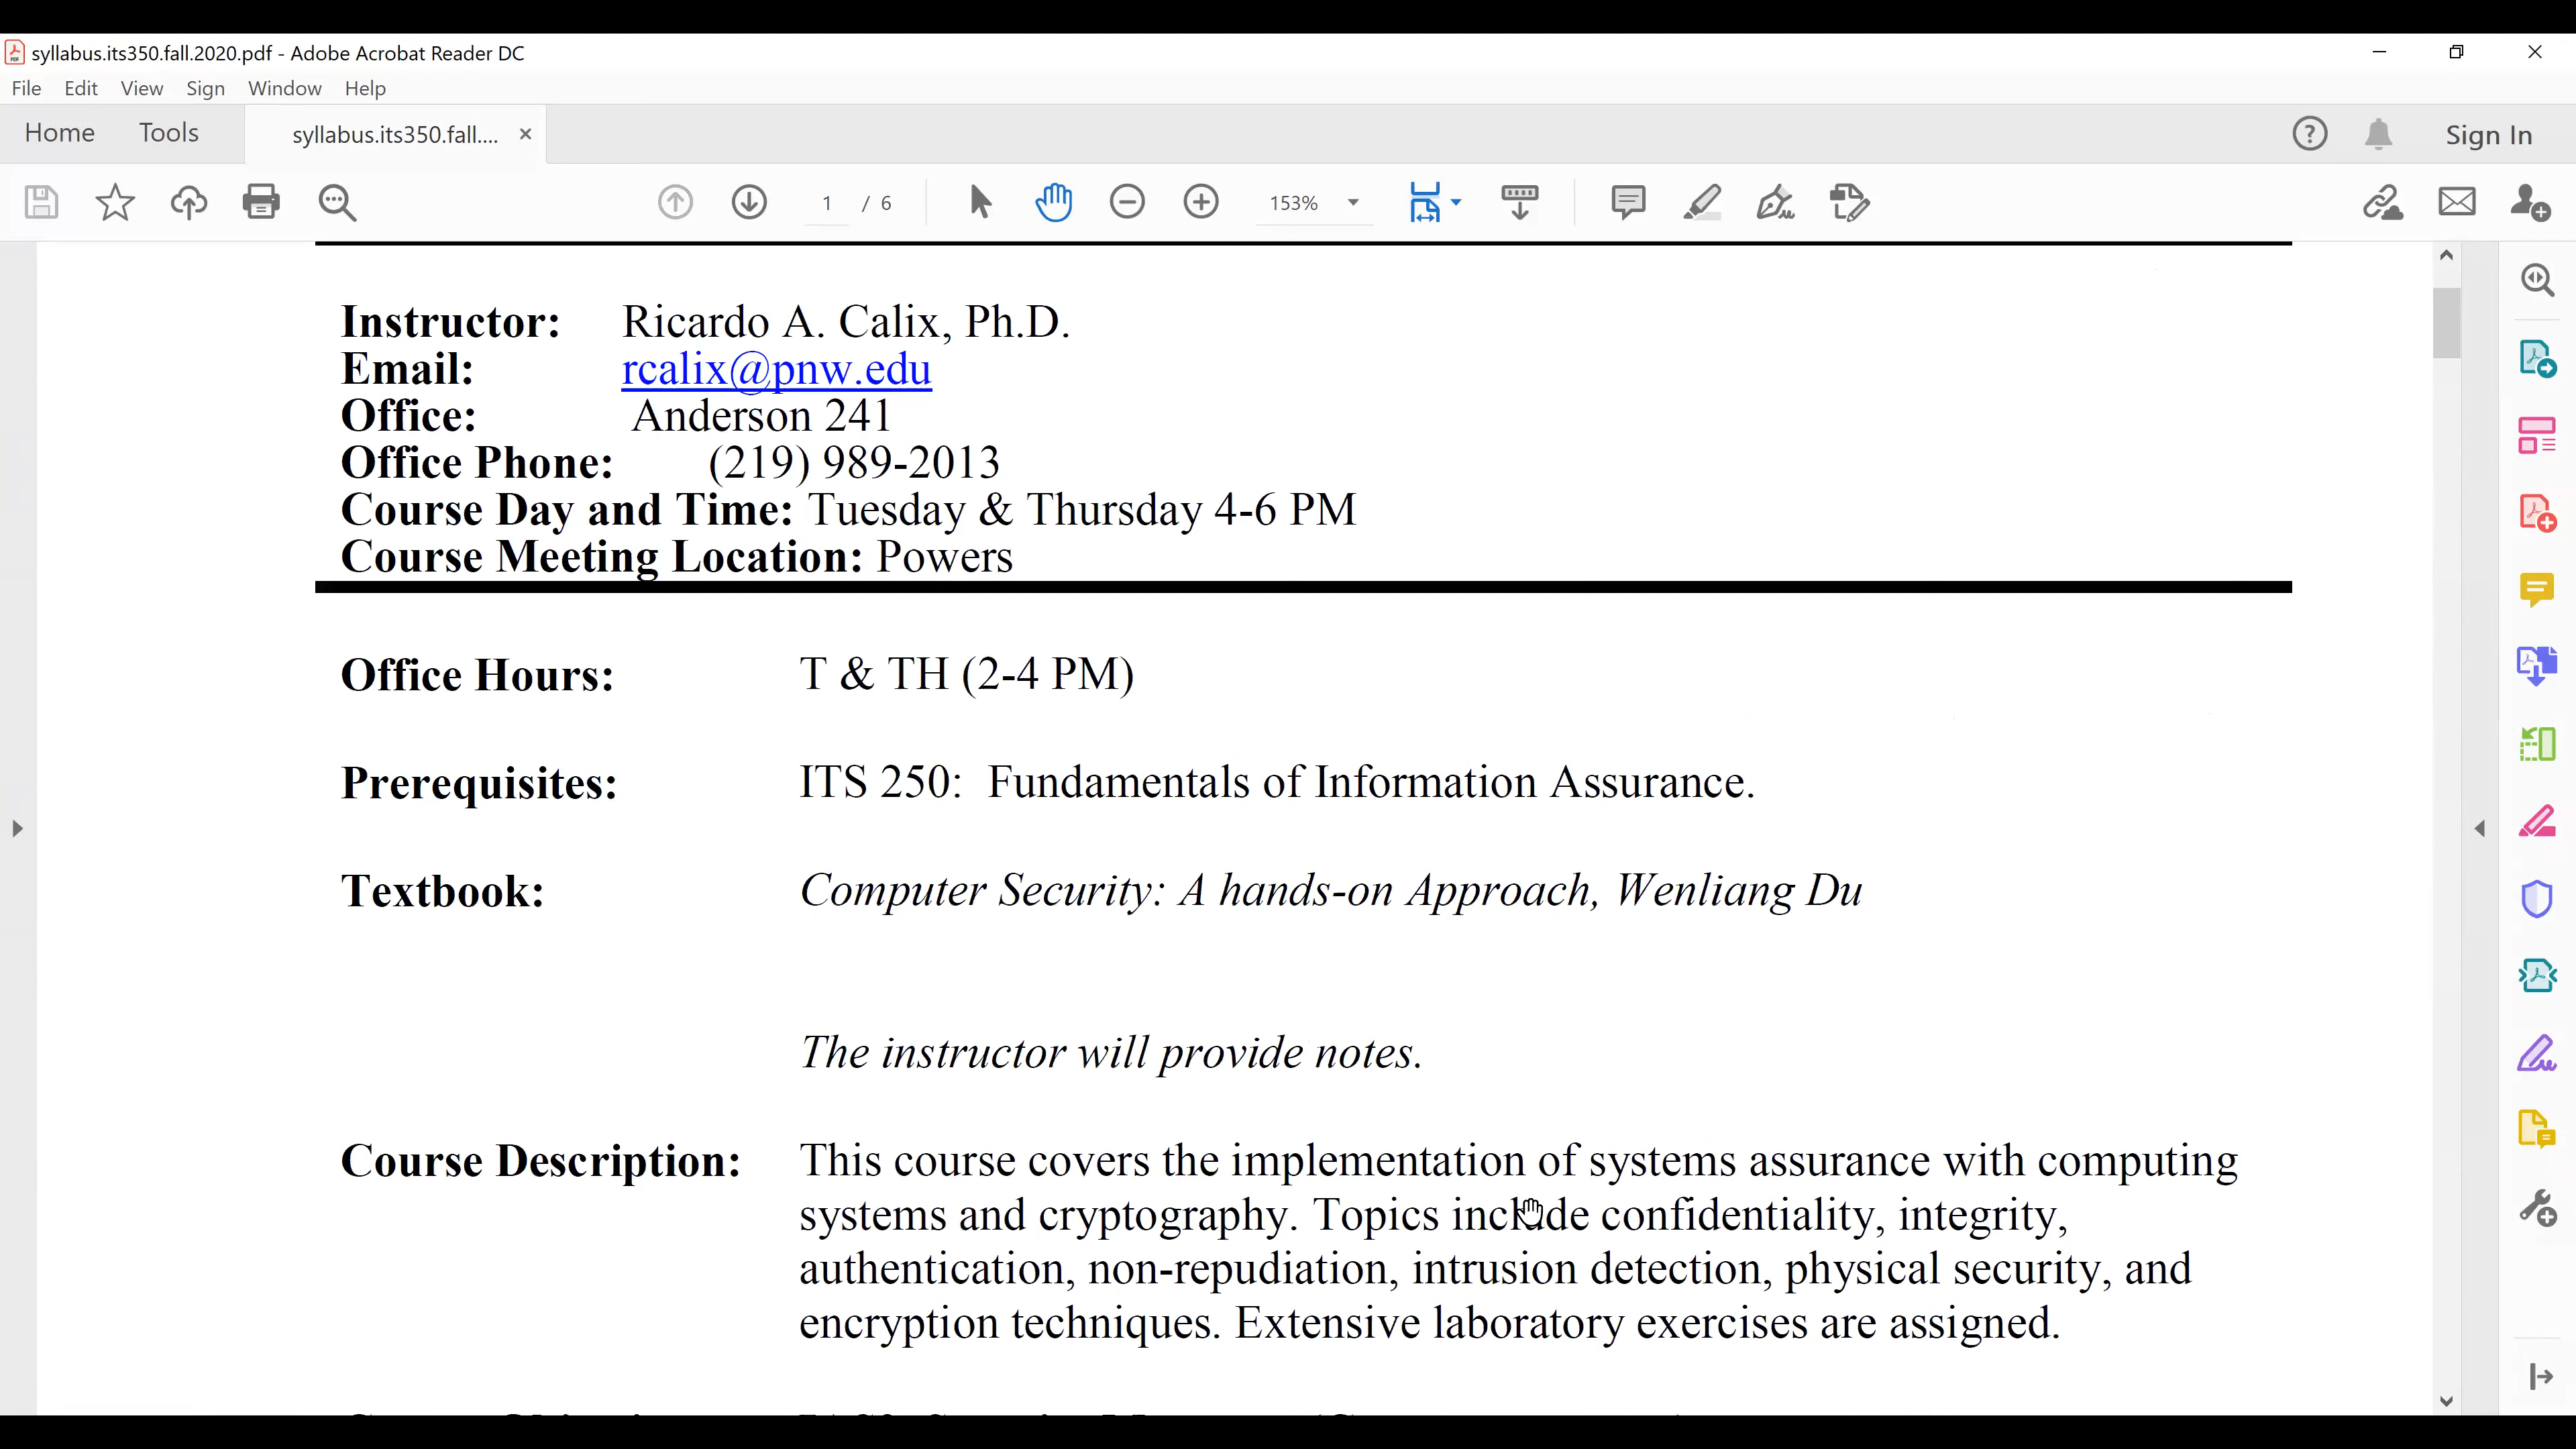 syllabus.its350.fall.2020.pdf - Adobe Acrobat Reader DC
File Edit View Sign Window Help
Home Tools syllabus.its350.fall.... × Sign In
1 / 6 153%
Instructor: Ricardo A. Calix, Ph.D.
Email: rcalix@pnw.edu
Office: Anderson 241
Office Phone: (219) 989-2013
Course Day and Time: Tuesday & Thursday 4-6 PM
Course Meeting Location: Powers
Office Hours: T & TH (2-4 PM)
Prerequisites: ITS 250: Fundamentals of Information Assurance.
Textbook: Computer Security: A hands-on Approach, Wenliang Du
The instructor will provide notes.
Course Description: This course covers the implementation of systems assurance with computing
systems and cryptography. Topics include confidentiality, integrity,
authentication, non-repudiation, intrusion detection, physical security, and
encryption techniques. Extensive laboratory exercises are assigned.